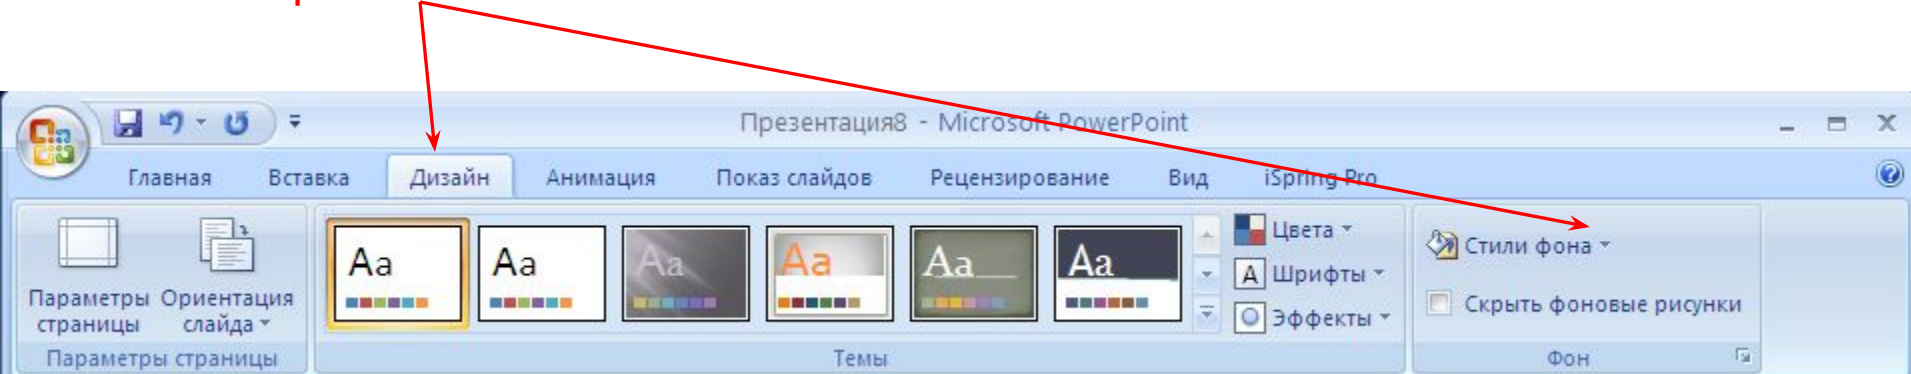 Презентация8 - Microsoft PowerPoint
Главная Вставка Дизайн Анимация Показ слайдов Рецензирование Вид iSpring Pro
Параметры страницы
Ориентация слайда
Aa Aa Aa Aa Aa Aa
Цвета
A Шрифты
Эффекты
Стили фона
Скрыть фоновые рисунки
Параметры страницы Темы Фон